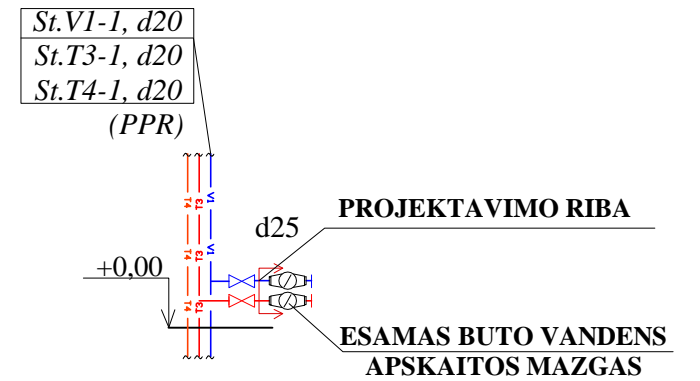 St.V1-1, d20
St.T3-1, d20
St.T4-1, d20
(PPR)
V1
T3
T4
d25
PROJEKTAVIMO RIBA
V1
T3
T4
+0,00
T3
T4
ESAMAS BUTO VANDENS
APSKAITOS MAZGAS